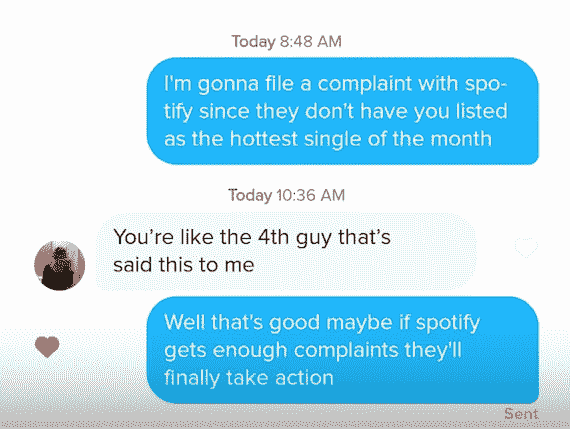 Today 8:48 AM
I'm gonna file a complaint with spo-
tify since they don't have you listed
as the hottest single of the month
Today 10:36 AM
You're like the 4th guy that's
said this to me
Well that's good maybe if spotify
gets enough complaints they'll
finally take action
Sent